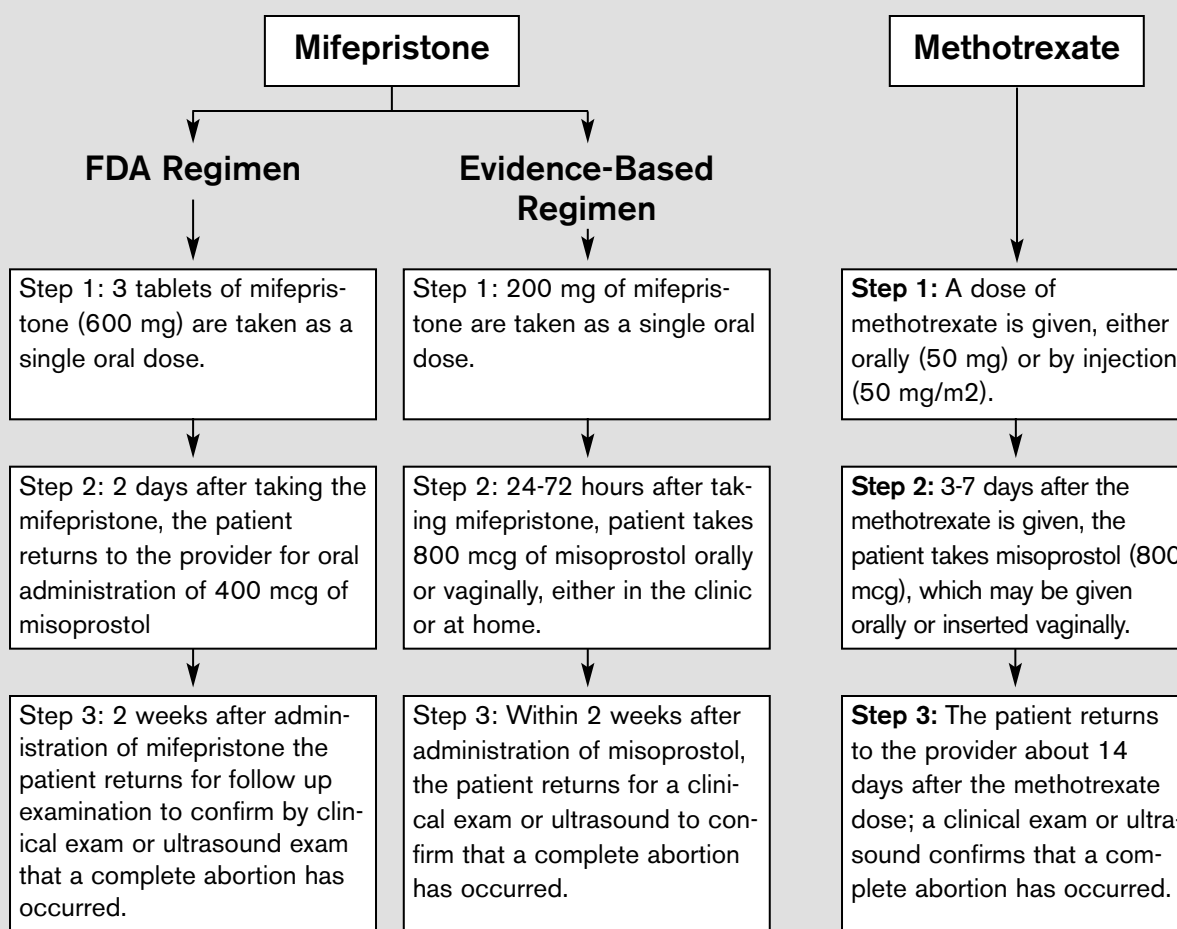 Mifepristone
FDA Regimen
Step 1: 3 tablets of mifepris-
tone (600 mg) are taken as a
single oral dose.
Step 2: 2 days after taking the
mifepristone, the patient
returns to the provider for oral
administration of 400 mcg of
misoprostol
Step 3: 2 weeks after admin-
istration of mifepristone the
patient returns for follow up
examination to confirm by clin-
ical exam or ultrasound exam
that a complete abortion has
occurred.
Evidence-Based
Regimen
Step 1: 200 mg of mifepris-
tone are taken as a single oral
dose.
Step 2: 24-72 hours after tak-
ing mifepristone, patient takes
800 mcg of misoprostol orally
or vaginally, either in the clinic
or at home.
Step 3: Within 2 weeks after
administration of misoprostol,
the patient returns for a clini-
cal exam or ultrasound to con-
firm that a complete abortion
has occurred.
Methotrexate
Step 1: A dose of
methotrexate is given, either
orally (50 mg) or by injection
(50 mg/m2).
Step 2: 3-7 days after the
methotrexate is given, the
patient takes misoprostol (800
mcg), which may be given
orally or inserted vaginally.
Step 3: The patient returns
to the provider about 14
days after the methotrexate
dose; a clinical exam or ultra-
sound confirms that a com-
plete abortion has occurred.